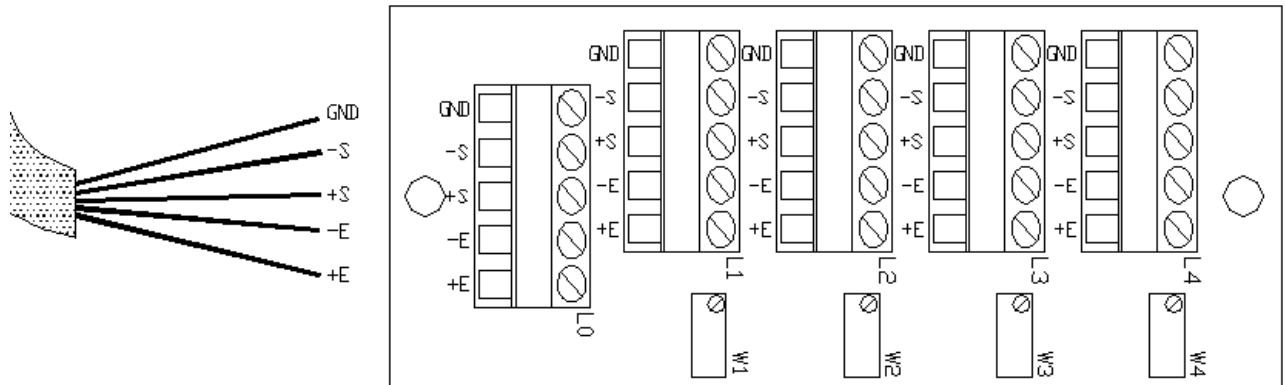 GND
-S
+S
-E
+E
GND
-S
+S
-E
+E
L0
GND
-S
+S
-E
+E
L1
GND
-S
+S
-E
+E
L2
GND
-S
+S
-E
+E
L3
GND
-S
+S
-E
+E
L4
W1
W2
W3
W4